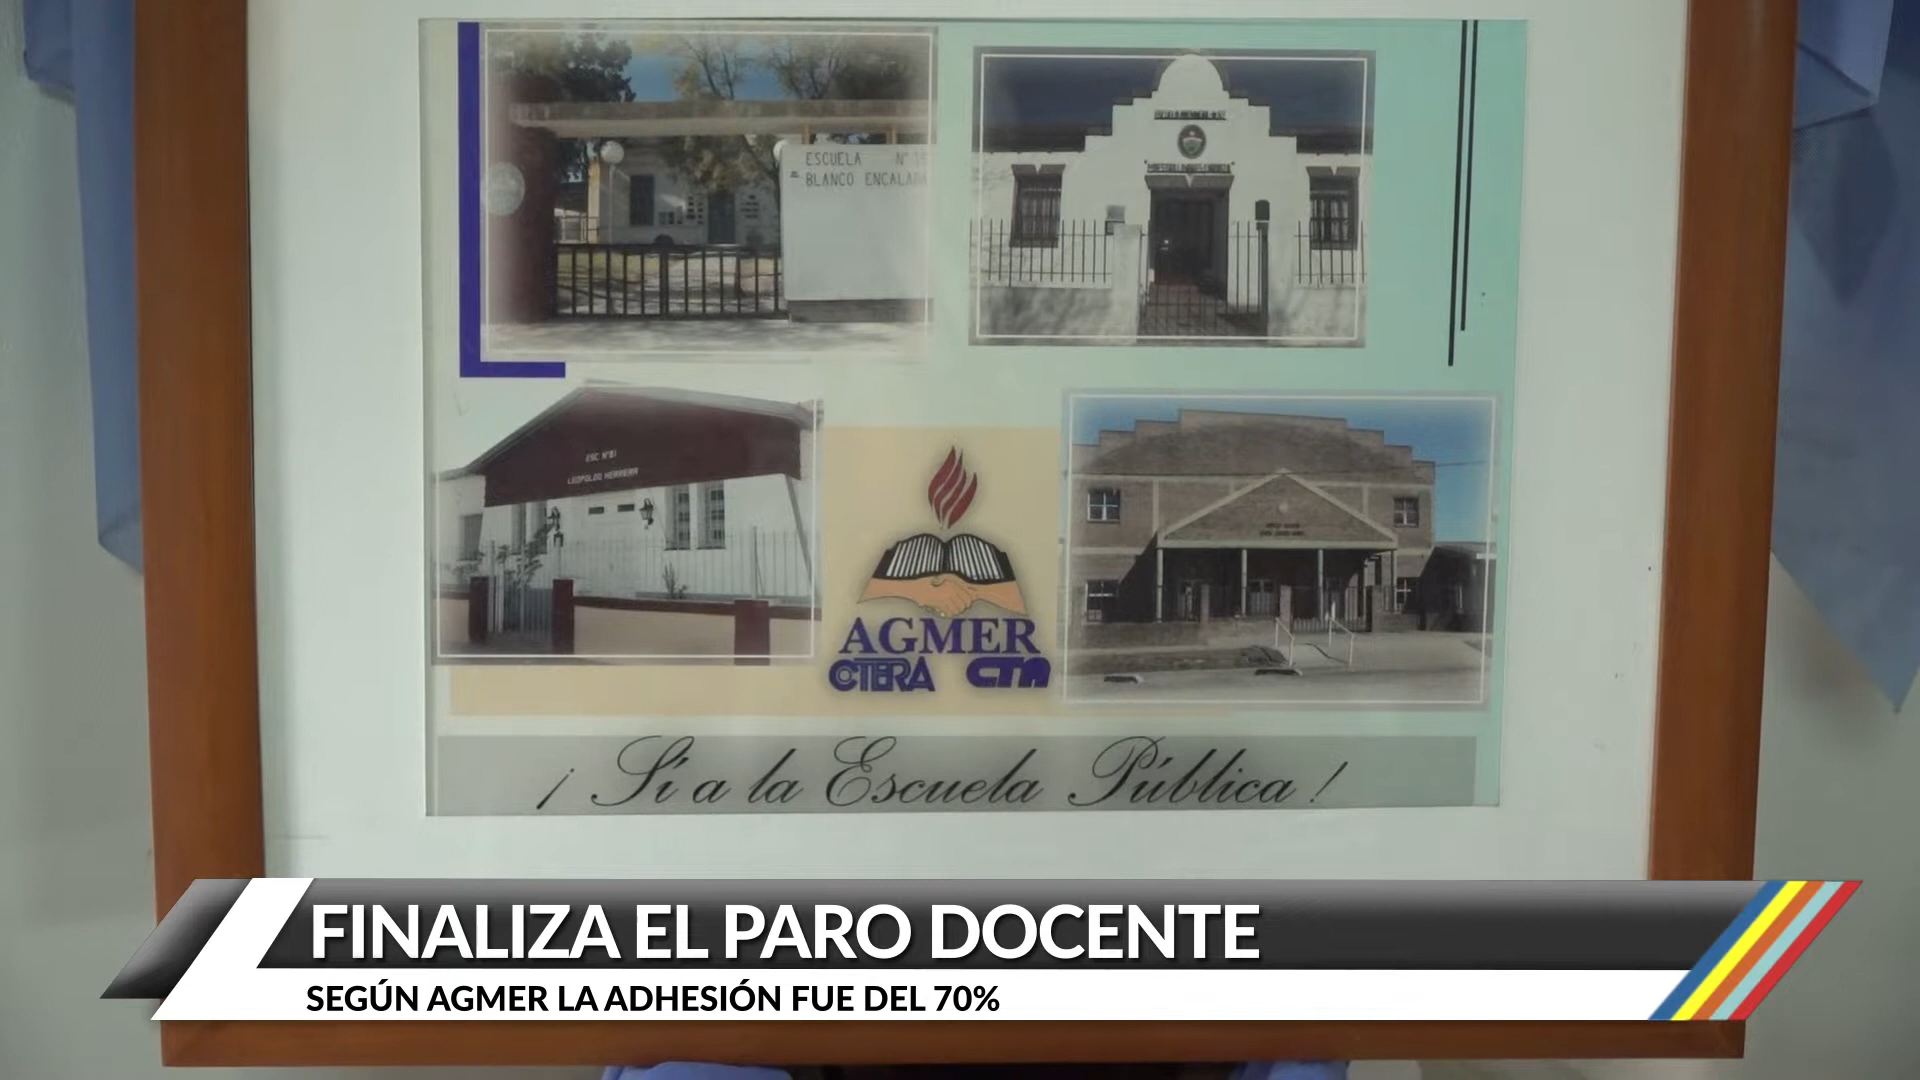 ESCUELA N°
BLANCO ENCALADA
ESC N°81
LEOPOLDO HERRERA
AGMER
CTERA CTA
¡Sí a la Escuela Pública!
FINALIZA EL PARO DOCENTE
SEGÚN AGMER LA ADHESIÓN FUE DEL 70%